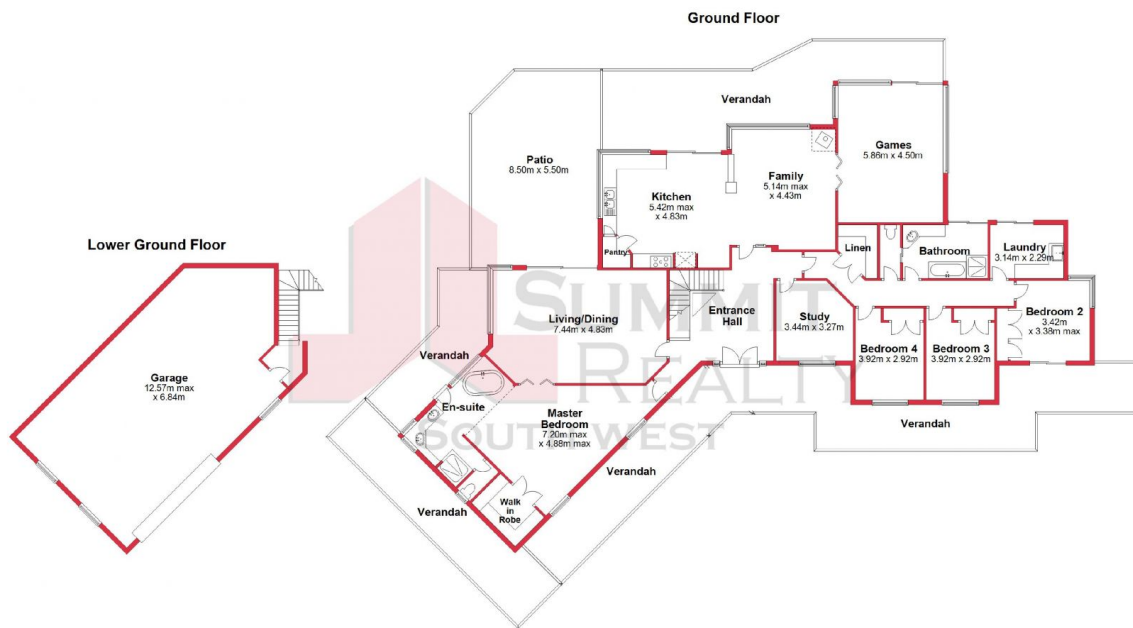 Ground Floor
Verandah
Patio
8.50m x 5.50m
Games
5.86m x 4.50m
Family
5.14m max
x 4.43m
Kitchen
5.42m max
x 4.83m
Pantry
Linen
Bathroom
Laundry
3.14m x 2.29m
Lower Ground Floor
Living/Dining
7.44m x 4.83m
Entrance
Hall
Study
3.44m x 3.27m
Bedroom 2
3.42m
x 3.38m max
Bedroom 4
3.92m x 2.92m
Bedroom 3
3.92m x 2.92m
Verandah
Garage
12.57m max
x 6.84m
En-suite
Master
Bedroom
7.20m max
x 4.88m max
Verandah
Verandah
Walk
in
Robe
Verandah
SUMMIT
REALTY
SOUTH WEST